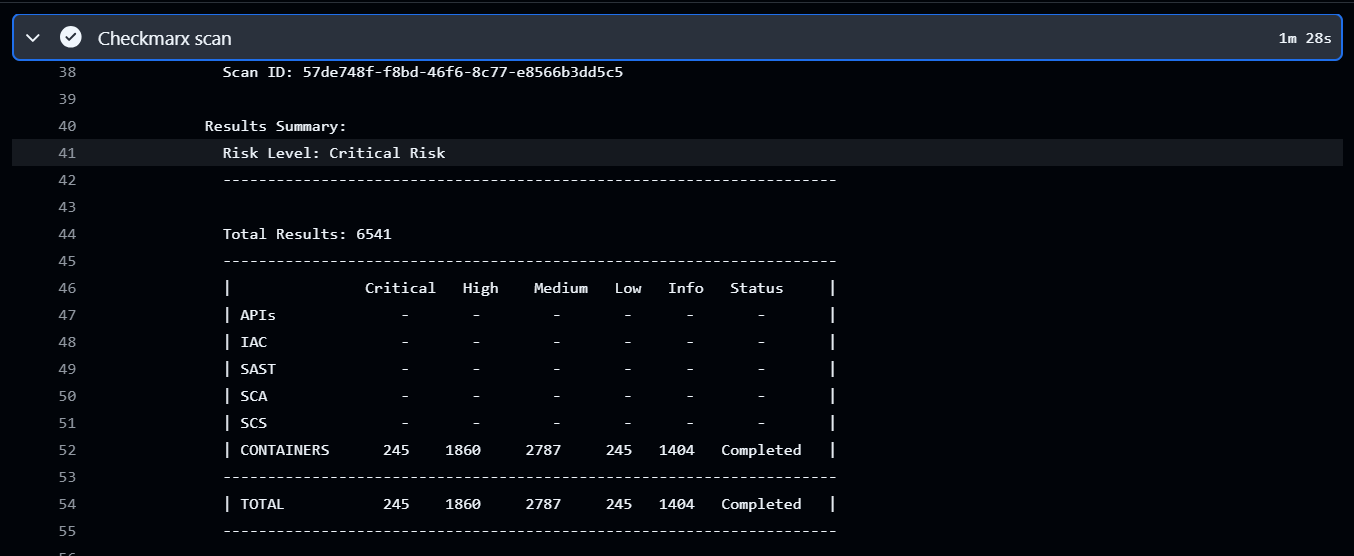 Checkmarx scan 1m 28s
38 Scan ID: 57de748f-f8bd-46f6-8c77-e8566b3dd5c5
39
40 Results Summary:
41 Risk Level: Critical Risk
42 ---------------------------------------------------------------------
43
44 Total Results: 6541
45 ---------------------------------------------------------------------
46 | Critical High Medium Low Info Status |
47 | APIs - - - - - - |
48 | IAC - - - - - - |
49 | SAST - - - - - - |
50 | SCA - - - - - - |
51 | SCS - - - - - - |
52 | CONTAINERS 245 1860 2787 245 1404 Completed |
53 ---------------------------------------------------------------------
54 | TOTAL 245 1860 2787 245 1404 Completed |
55 ---------------------------------------------------------------------